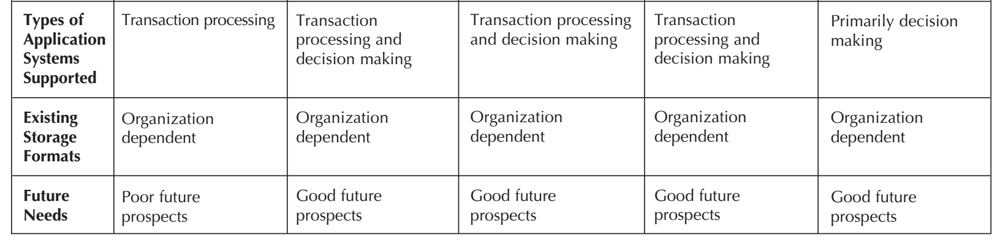 Types of
Application
Systems
Supported
Transaction processing
Transaction
processing and
decision making
Transaction processing
and decision making
Transaction
processing and
decision making
Primarily decision
making
Existing
Storage
Formats
Organization
dependent
Organization
dependent
Organization
dependent
Organization
dependent
Organization
dependent
Future
Needs
Poor future
prospects
Good future
prospects
Good future
prospects
Good future
prospects
Good future
prospects